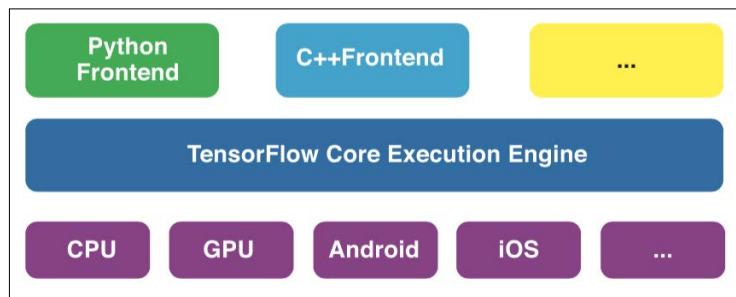 Python
Frontend
C++Frontend
...
TensorFlow Core Execution Engine
CPU
GPU
Android
iOS
...